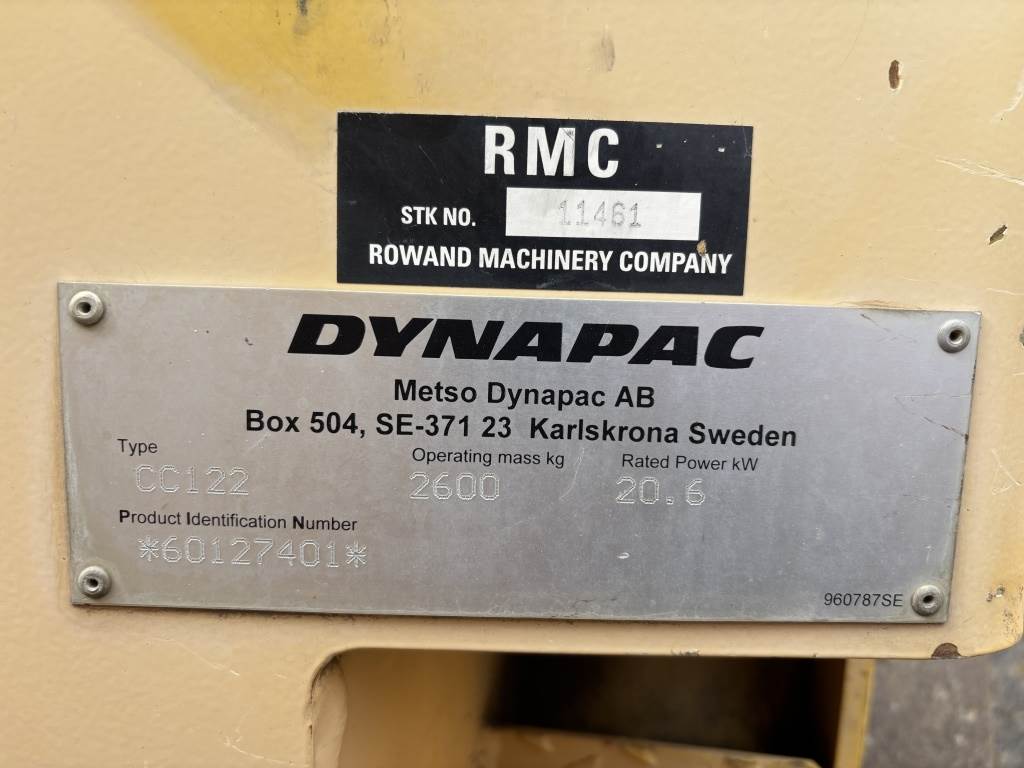 RMC
STK NO. 11461
ROWAND MACHINERY COMPANY
DYNAPAC
Metso Dynapac AB
Box 504, SE-371 23 Karlskrona Sweden
Type Operating mass kg Rated Power kW
CC122 2600 20.6
Product Identification Number
*60127401*
960787SE